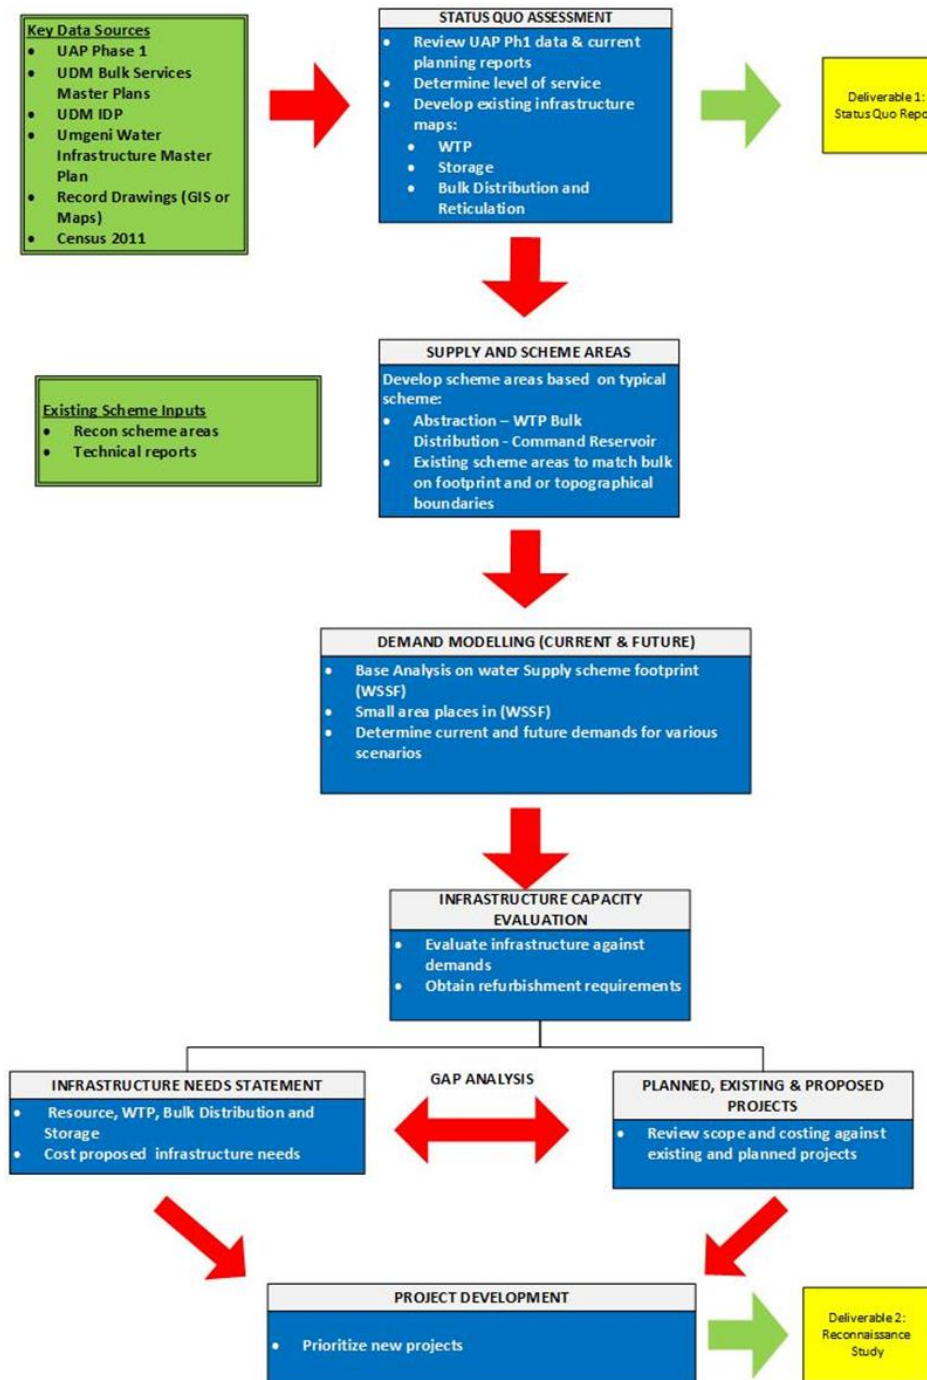 Key Data Sources
• UAP Phase 1
• UDM Bulk Services
Master Plans
• UDM IDP
• Umgeni Water
Infrastructure Master
Plan
• Record Drawings (GIS or
Maps)
• Census 2011
STATUS QUO ASSESSMENT
• Review UAP Ph1 data & current
planning reports
• Determine level of service
• Develop existing infrastructure
maps:
• WTP
• Storage
• Bulk Distribution and
Reticulation
Deliverable 1:
Status Quo Repo
SUPPLY AND SCHEME AREAS
Develop scheme areas based on typical
scheme:
• Abstraction – WTP Bulk
Distribution - Command Reservoir
• Existing scheme areas to match bulk
on footprint and or topographical
boundaries
Existing Scheme Inputs
• Recon scheme areas
• Technical reports
DEMAND MODELLING (CURRENT & FUTURE)
• Base Analysis on water Supply scheme footprint
(WSSF)
• Small area places in (WSSF)
• Determine current and future demands for various
scenarios
INFRASTRUCTURE CAPACITY
EVALUATION
• Evaluate infrastructure against
demands
• Obtain refurbishment requirements
INFRASTRUCTURE NEEDS STATEMENT
• Resource, WTP, Bulk Distribution and
Storage
• Cost proposed infrastructure needs
GAP ANALYSIS
PLANNED, EXISTING & PROPOSED
PROJECTS
• Review scope and costing against
existing and planned projects
PROJECT DEVELOPMENT
• Prioritize new projects
Deliverable 2:
Reconnaissance
Study